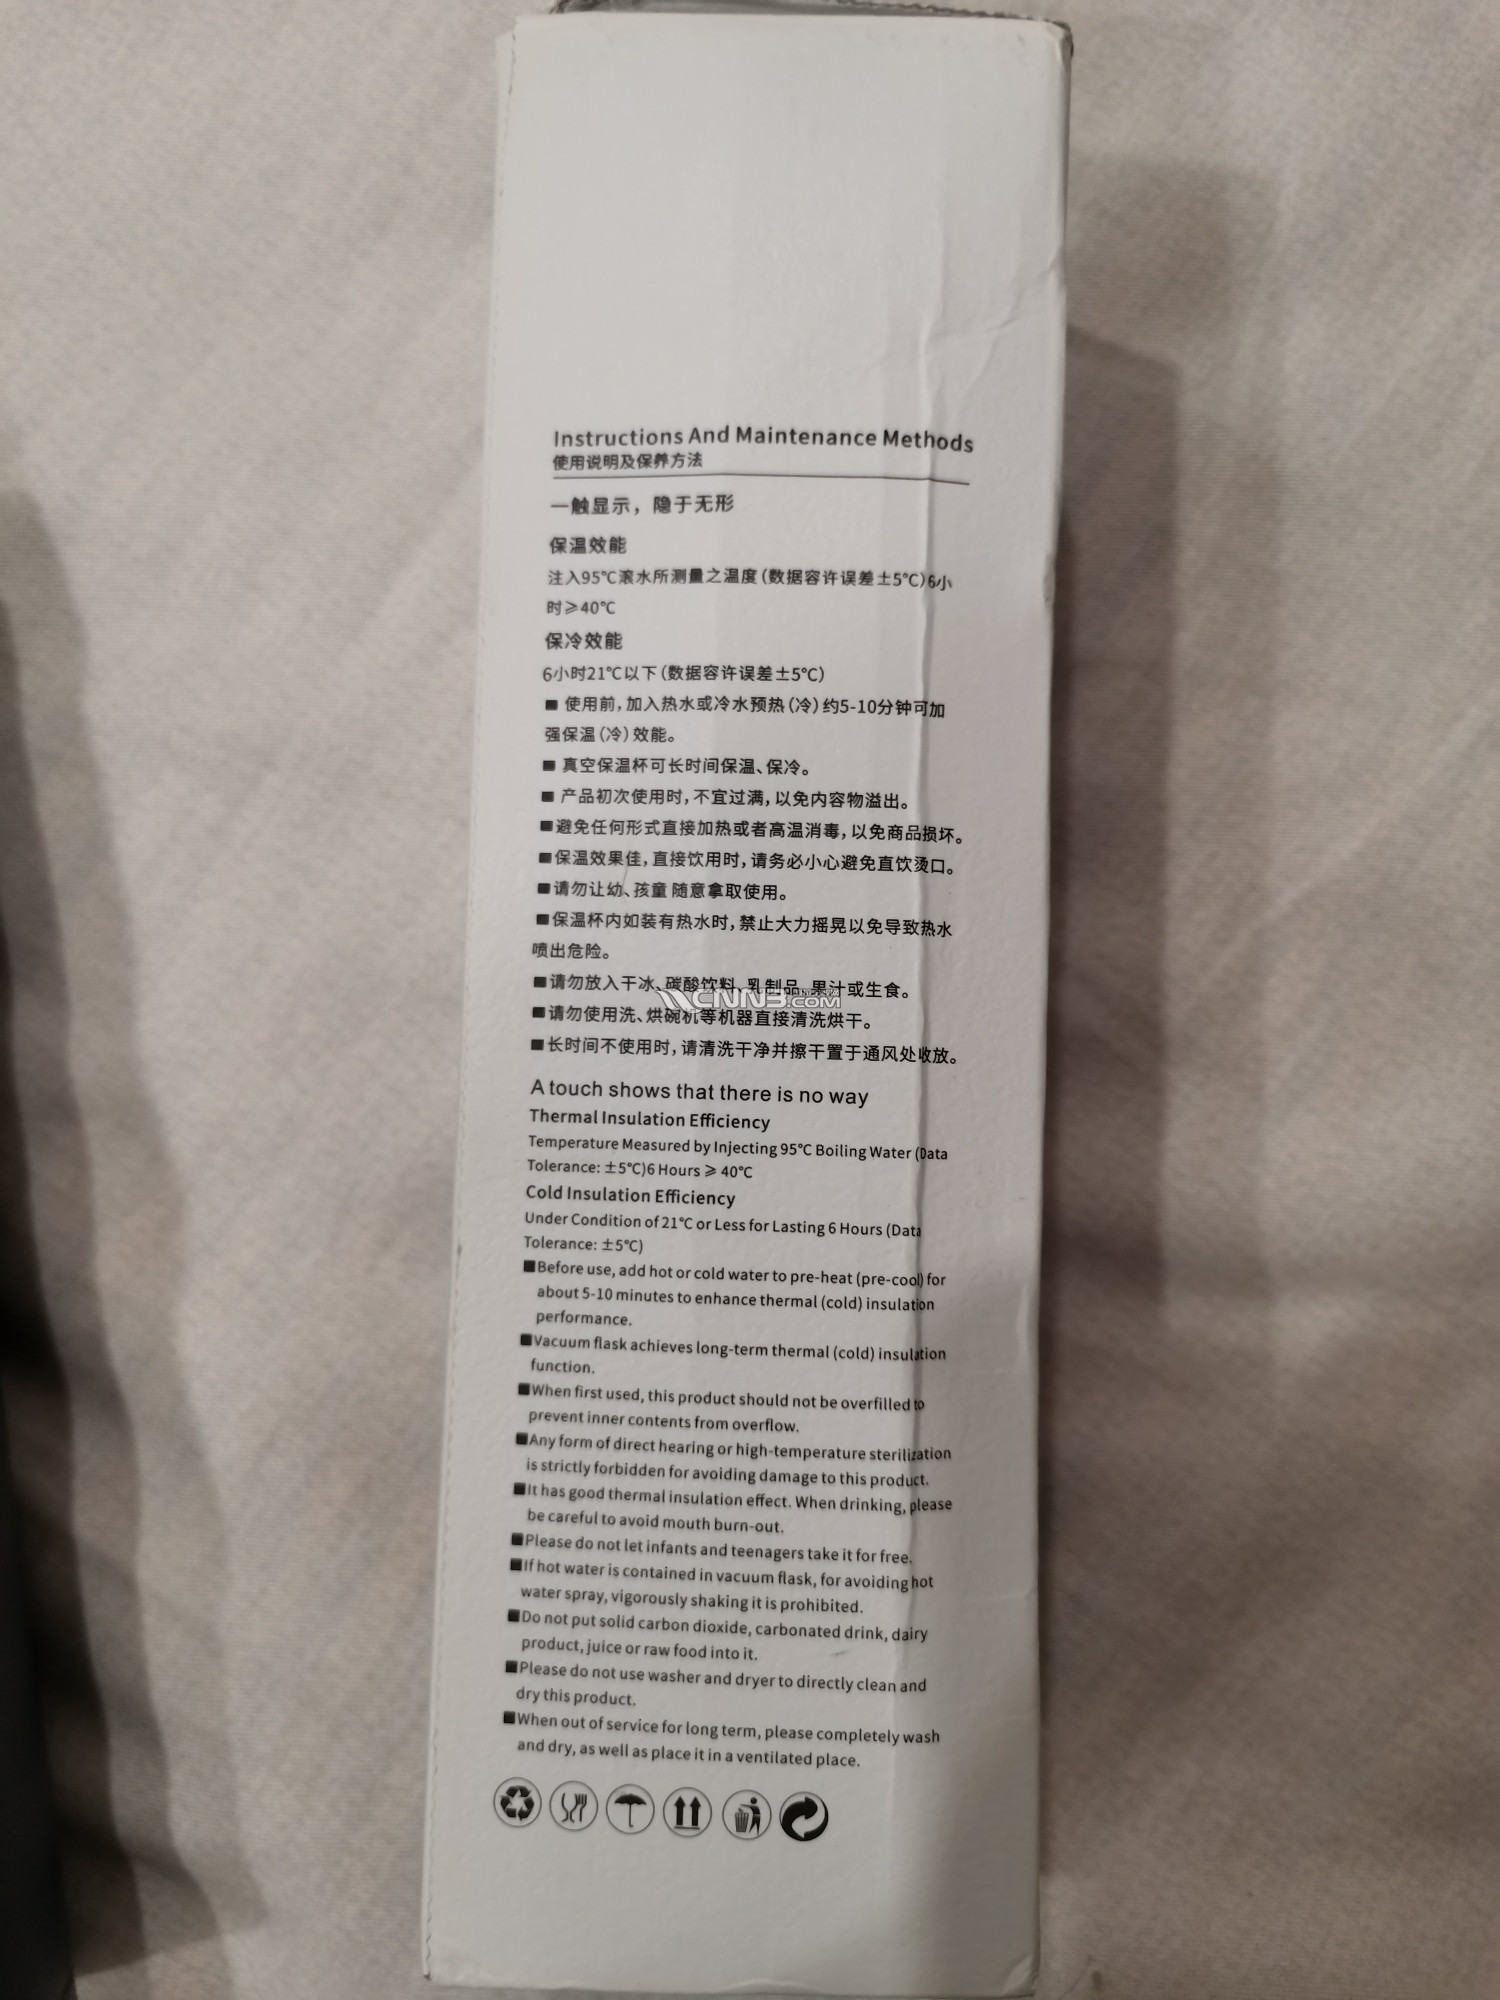 Instructions And Maintenance Methods
使用说明及保养方法
一触显示，隐于无形
保温效能
注入95℃滚水所测量之温度(数据容许误差±5℃)6小
时≥40℃
保冷效能
6小时21℃以下(数据容许误差±5℃)
■ 使用前,加入热水或冷水预热(冷)约5-10分钟可加
强保温(冷)效能。
■ 真空保温杯可长时间保温、保冷。
■ 产品初次使用时,不宜过满,以免内容物溢出。
■避免任何形式直接加热或者高温消毒,以免商品损坏。
■保温效果佳,直接饮用时,请务必小心避免直饮烫口。
■请勿让幼、孩童 随意拿取使用。
■保温杯内如装有热水时,禁止大力摇晃以免导致热水
喷出危险。
■请勿放入干冰、碳酸饮料、乳制品、果汁或生食。
CNNB.COM
■请勿使用洗、烘碗机等机器直接清洗烘干。
■长时间不使用时,请清洗干净并擦干置于通风处收放。
A touch shows that there is no way
Thermal Insulation Efficiency
Temperature Measured by Injecting 95℃ Boiling Water (Data
Tolerance: ±5℃)6 Hours ≥ 40℃
Cold Insulation Efficiency
Under Condition of 21℃ or Less for Lasting 6 Hours (Data
Tolerance: ±5℃)
■Before use, add hot or cold water to pre-heat (pre-cool) for
about 5-10 minutes to enhance thermal (cold) insulation
performance.
■Vacuum flask achieves long-term thermal (cold) insulation
function.
■When first used, this product should not be overfilled to
prevent inner contents from overflow.
■Any form of direct hearing or high-temperature sterilization
is strictly forbidden for avoiding damage to this product.
■It has good thermal insulation effect. When drinking, please
be careful to avoid mouth burn-out.
■Please do not let infants and teenagers take it for free.
■If hot water is contained in vacuum flask, for avoiding hot
water spray, vigorously shaking it is prohibited.
■Do not put solid carbon dioxide, carbonated drink, dairy
product, juice or raw food into it.
■Please do not use washer and dryer to directly clean and
dry this product.
■When out of service for long term, please completely wash
and dry, as well as place it in a ventilated place.